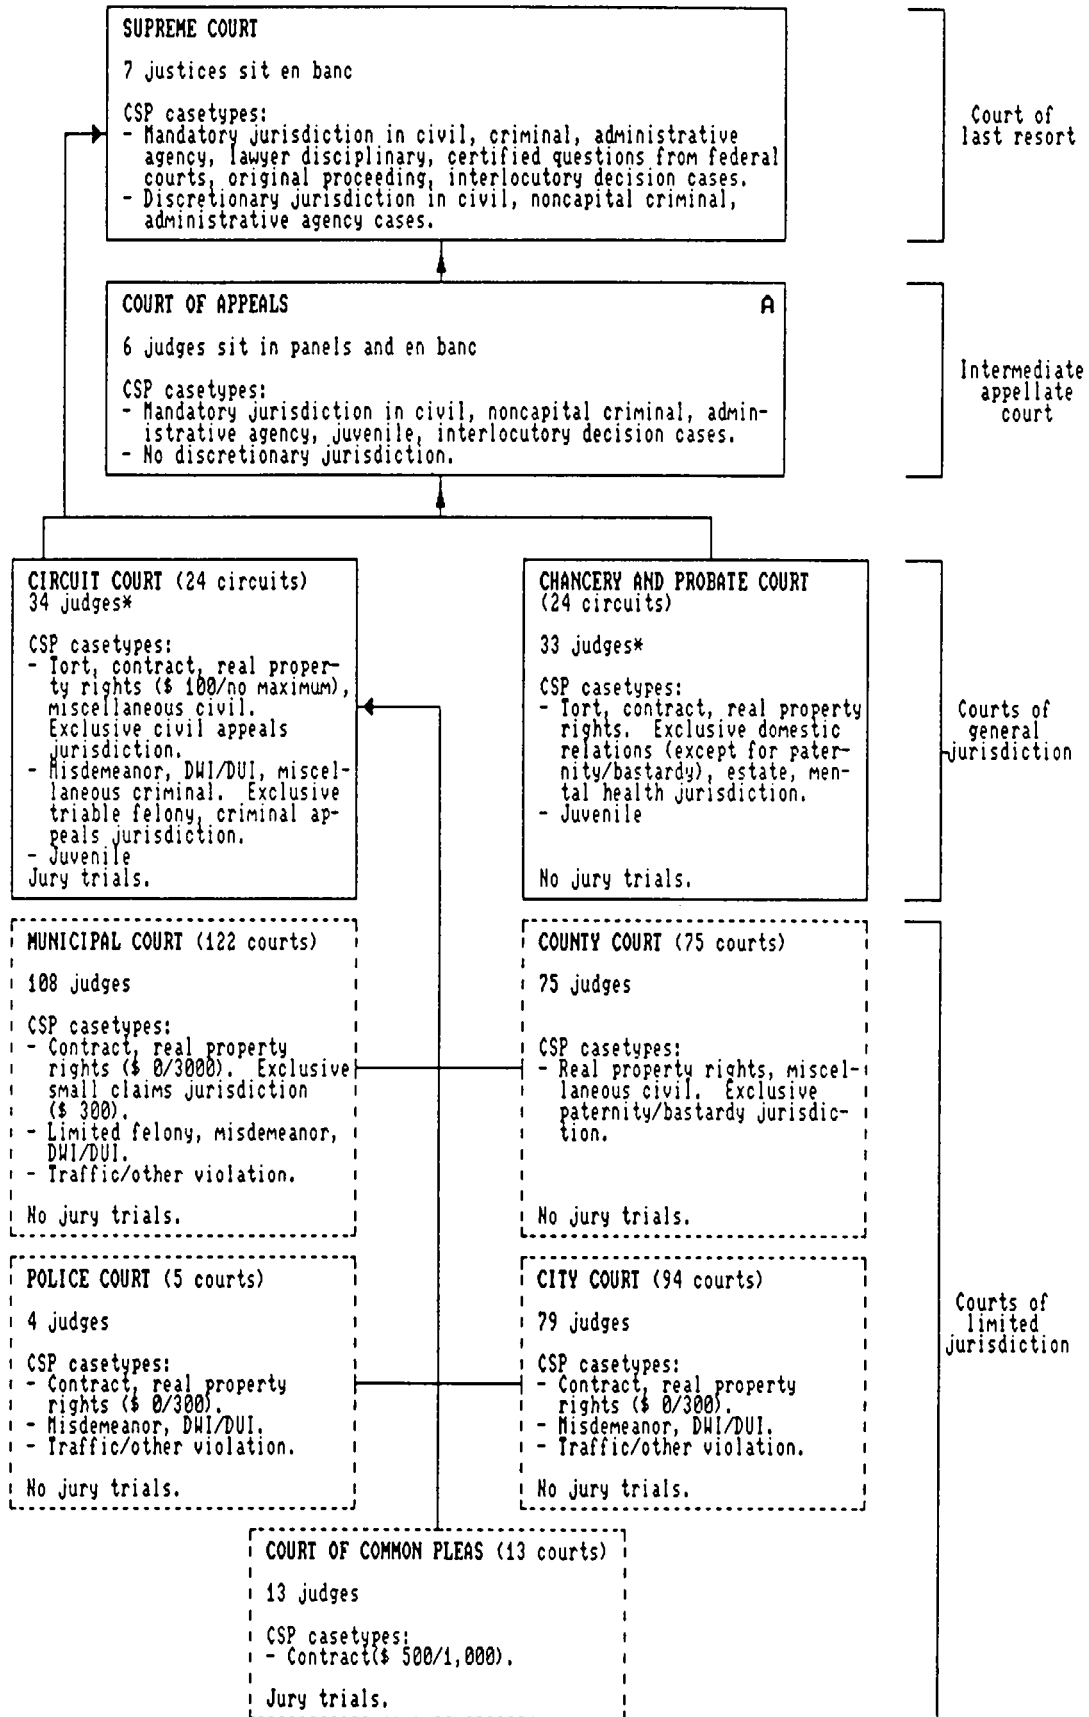 SUPREME COURT
7 justices sit en banc
CSP casetypes:
- Mandatory jurisdiction in civil, criminal, administrative
agency, lawyer disciplinary, certified questions from federal
courts, original proceeding, interlocutory decision cases.
- Discretionary jurisdiction in civil, noncapital criminal,
administrative agency cases.
Court of
last resort
COURT OF APPEALS A
6 judges sit in panels and en banc
CSP casetypes:
- Mandatory jurisdiction in civil, noncapital criminal, admin-
istrative agency, juvenile, interlocutory decision cases.
- No discretionary jurisdiction.
Intermediate
appellate
court
CIRCUIT COURT (24 circuits)
34 judges*
CSP casetypes:
- Tort, contract, real proper-
ty rights ($ 100/no maximum),
miscellaneous civil.
Exclusive civil appeals
jurisdiction.
- Misdemeanor, DWI/DUI, miscel-
laneous criminal. Exclusive
triable felony, criminal ap-
peals jurisdiction.
- Juvenile
Jury trials.
CHANCERY AND PROBATE COURT
(24 circuits)
33 judges*
CSP casetypes:
- Tort, contract, real property
rights. Exclusive domestic
relations (except for pater-
nity/bastardy), estate, men-
tal health jurisdiction.
- Juvenile
No jury trials.
Courts of
general
jurisdiction
MUNICIPAL COURT (122 courts)
108 judges
CSP casetypes:
- Contract, real property
rights ($ 0/3000). Exclusive
small claims jurisdiction
($ 300).
- Limited felony, misdemeanor,
DWI/DUI.
- Traffic/other violation.
No jury trials.
COUNTY COURT (75 courts)
75 judges
CSP casetypes:
- Real property rights, miscel-
laneous civil. Exclusive
paternity/bastardy jurisdic-
tion.
No jury trials.
POLICE COURT (5 courts)
4 judges
CSP casetypes:
- Contract, real property
rights ($ 0/300).
- Misdemeanor, DWI/DUI.
- Traffic/other violation.
No jury trials.
CITY COURT (94 courts)
79 judges
CSP casetypes:
- Contract, real property
rights ($ 0/300).
- Misdemeanor, DWI/DUI.
- Traffic/other violation.
No jury trials.
Courts of
limited
jurisdiction
COURT OF COMMON PLEAS (13 courts)
13 judges
CSP casetypes:
- Contract($ 500/1,000).
Jury trials.